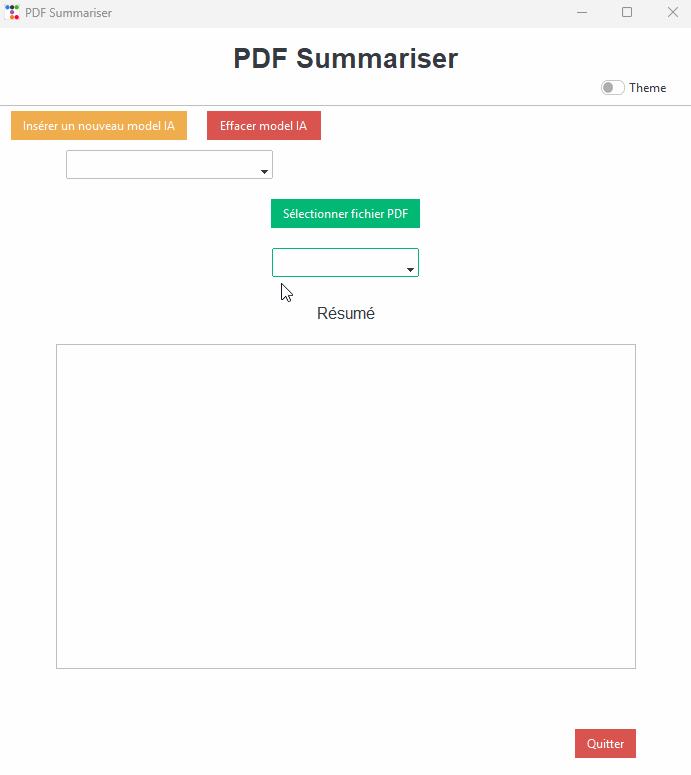 PDF Summariser
PDF Summariser
Theme
Insérer un nouveau model IA
Effacer model IA
Sélectionner fichier PDF
Résumé
Quitter